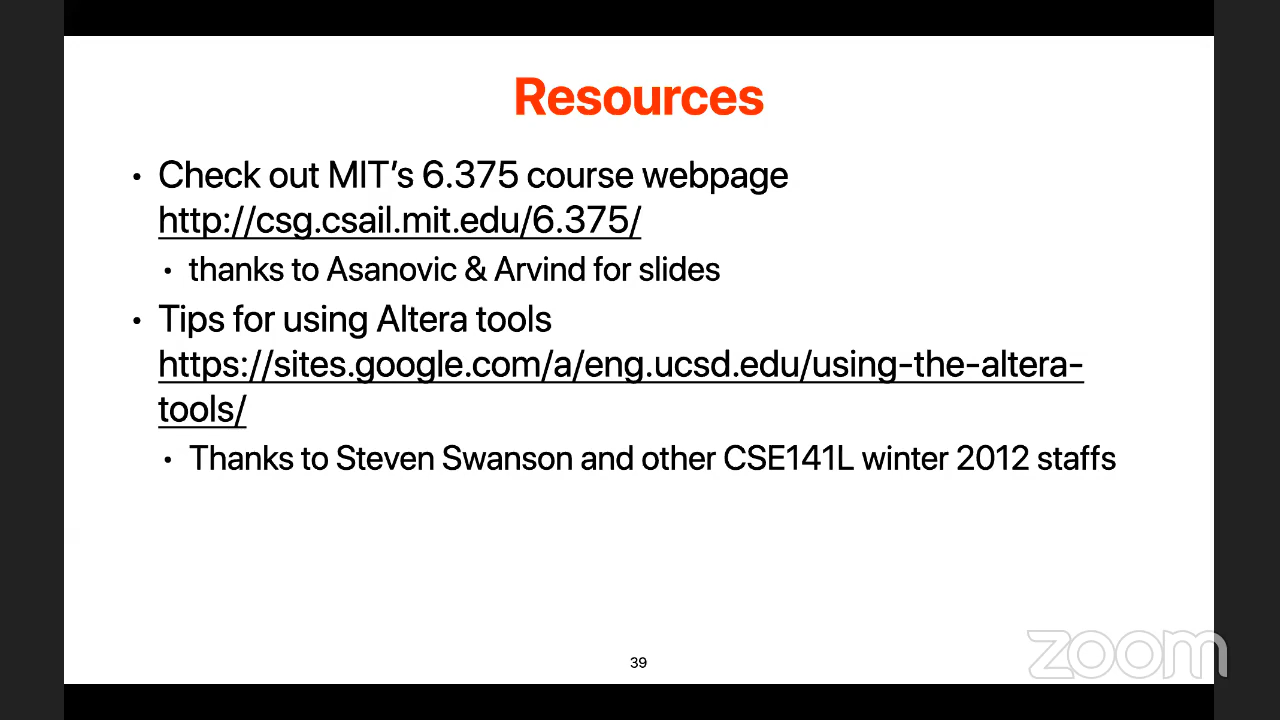 Resources
• Check out MIT's 6.375 course webpage
http://csg.csail.mit.edu/6.375/
• thanks to Asanovic & Arvind for slides
• Tips for using Altera tools
https://sites.google.com/a/eng.ucsd.edu/using-the-altera-
tools/
• Thanks to Steven Swanson and other CSE141L winter 2012 staffs
39
zoom